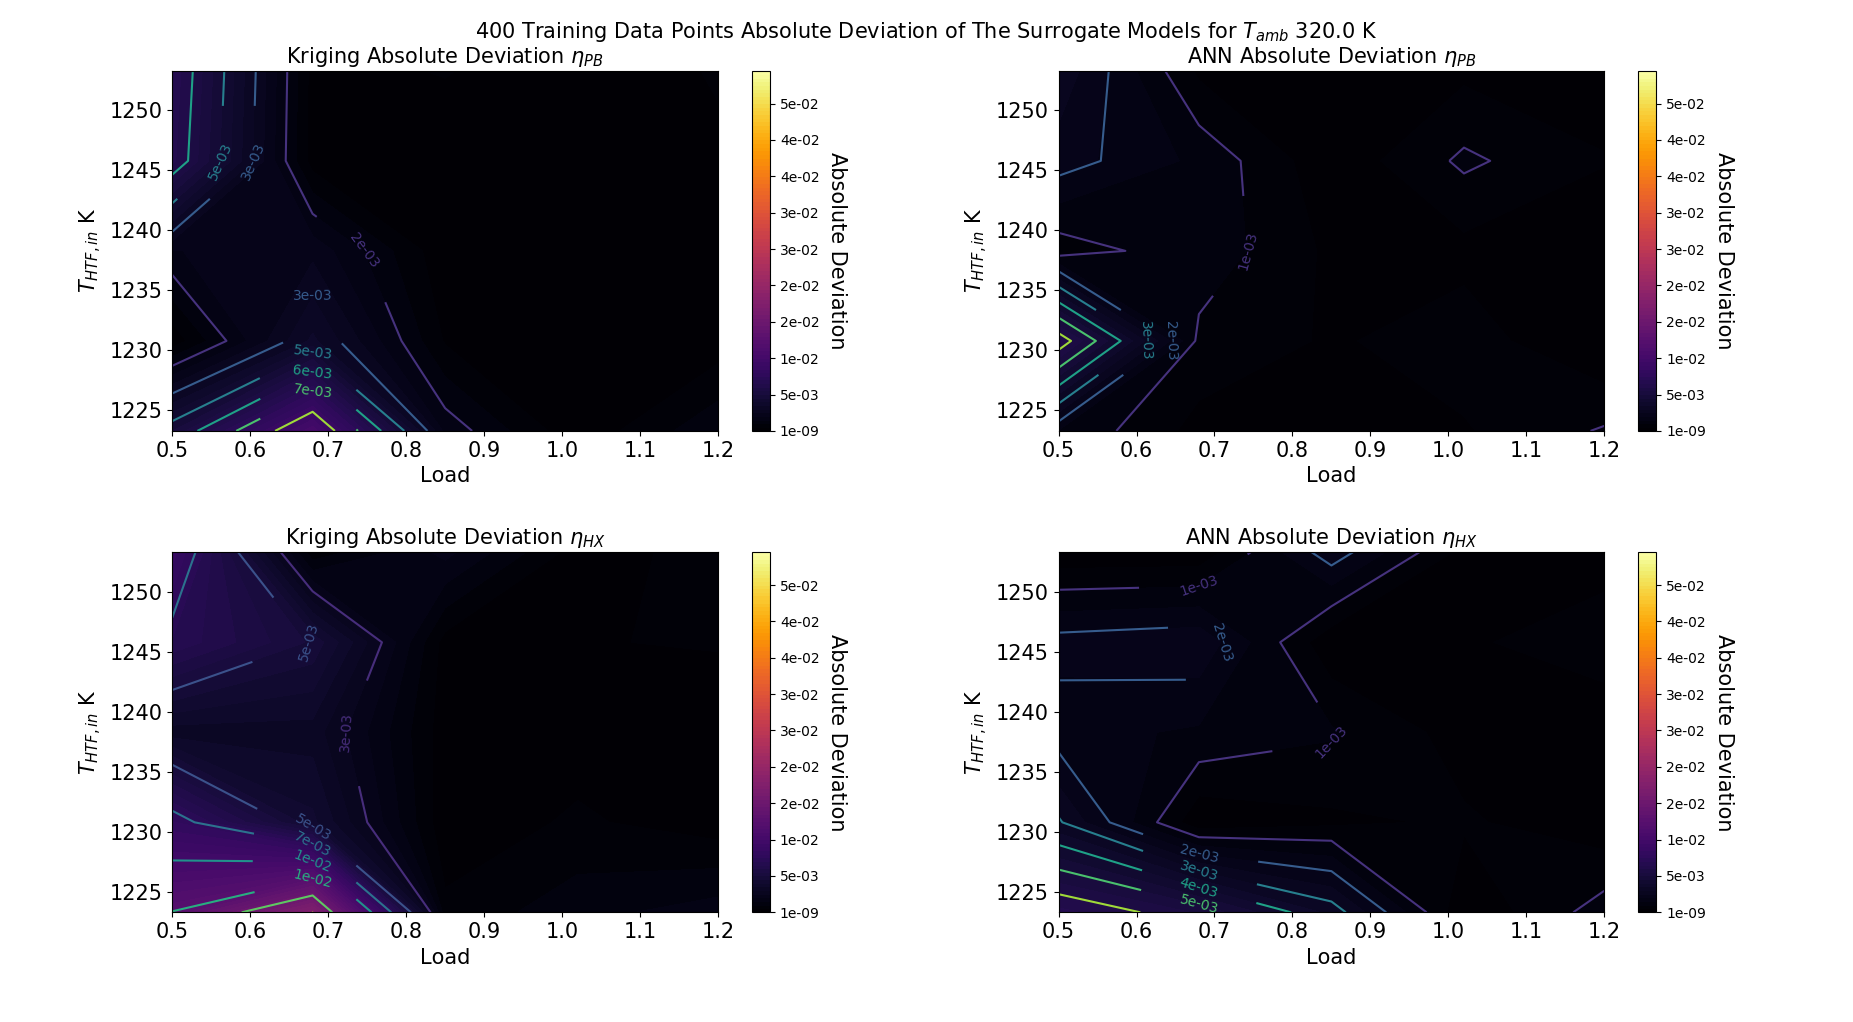 400 Training Data Points Absolute Deviation of The Surrogate Models for T_amb 320.0 K
Kriging Absolute Deviation η_PB
T_HTF,in K
1250
1245
1240
1235
1230
1225
5e-03
3e-03
2e-03
3e-03
5e-03
6e-03
7e-03
0.5 0.6 0.7 0.8 0.9 1.0 1.1 1.2
Load
5e-02
4e-02
4e-02
3e-02
3e-02
2e-02
2e-02
1e-02
5e-03
1e-09
Absolute Deviation
ANN Absolute Deviation η_PB
T_HTF,in K
1250
1245
1240
1235
1230
1225
1e-03
3e-03
2e-03
0.5 0.6 0.7 0.8 0.9 1.0 1.1 1.2
Load
5e-02
4e-02
4e-02
3e-02
3e-02
2e-02
2e-02
1e-02
5e-03
1e-09
Absolute Deviation
Kriging Absolute Deviation η_HX
T_HTF,in K
1250
1245
1240
1235
1230
1225
5e-03
3e-03
5e-03
7e-03
1e-02
1e-02
0.5 0.6 0.7 0.8 0.9 1.0 1.1 1.2
Load
5e-02
4e-02
4e-02
3e-02
3e-02
2e-02
2e-02
1e-02
5e-03
1e-09
Absolute Deviation
ANN Absolute Deviation η_HX
T_HTF,in K
1250
1245
1240
1235
1230
1225
1e-03
2e-03
1e-03
2e-03
3e-03
4e-03
5e-03
0.5 0.6 0.7 0.8 0.9 1.0 1.1 1.2
Load
5e-02
4e-02
4e-02
3e-02
3e-02
2e-02
2e-02
1e-02
5e-03
1e-09
Absolute Deviation